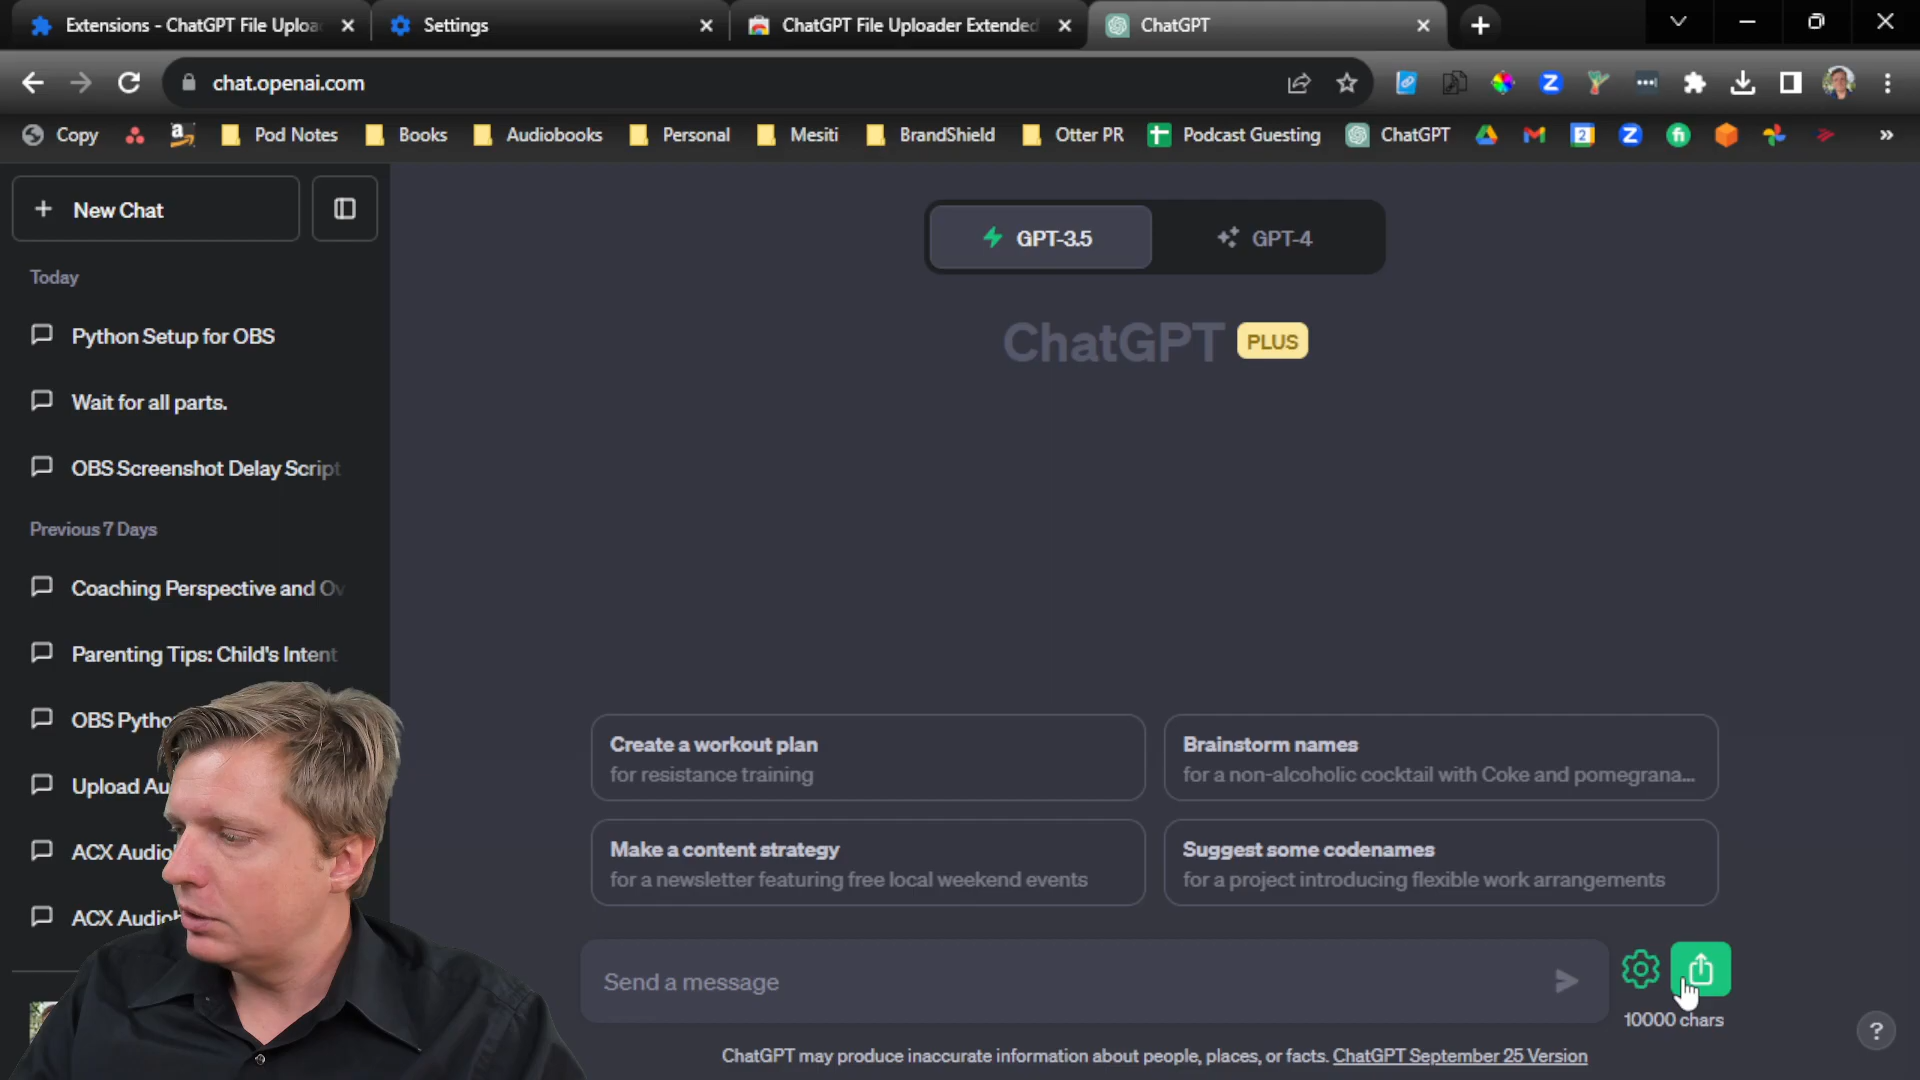 Extensions - ChatGPT File Uploa
Settings
ChatGPT File Uploader Extended
ChatGPT
chat.openai.com
Copy
Pod Notes
Books
Audiobooks
Personal
Mesiti
BrandShield
Otter PR
Podcast Guesting
ChatGPT
New Chat
GPT-3.5
GPT-4
ChatGPT PLUS
Today
Python Setup for OBS
Wait for all parts.
OBS Screenshot Delay Script
Previous 7 Days
Coaching Perspective and Ov
Parenting Tips: Child's Intent
OBS Pytho
Upload Au
ACX Audio
ACX Audiob
Create a workout plan
for resistance training
Brainstorm names
for a non-alcoholic cocktail with Coke and pomegrana...
Make a content strategy
for a newsletter featuring free local weekend events
Suggest some codenames
for a project introducing flexible work arrangements
Send a message
10000 chars
ChatGPT may produce inaccurate information about people, places, or facts. ChatGPT September 25 Version
?